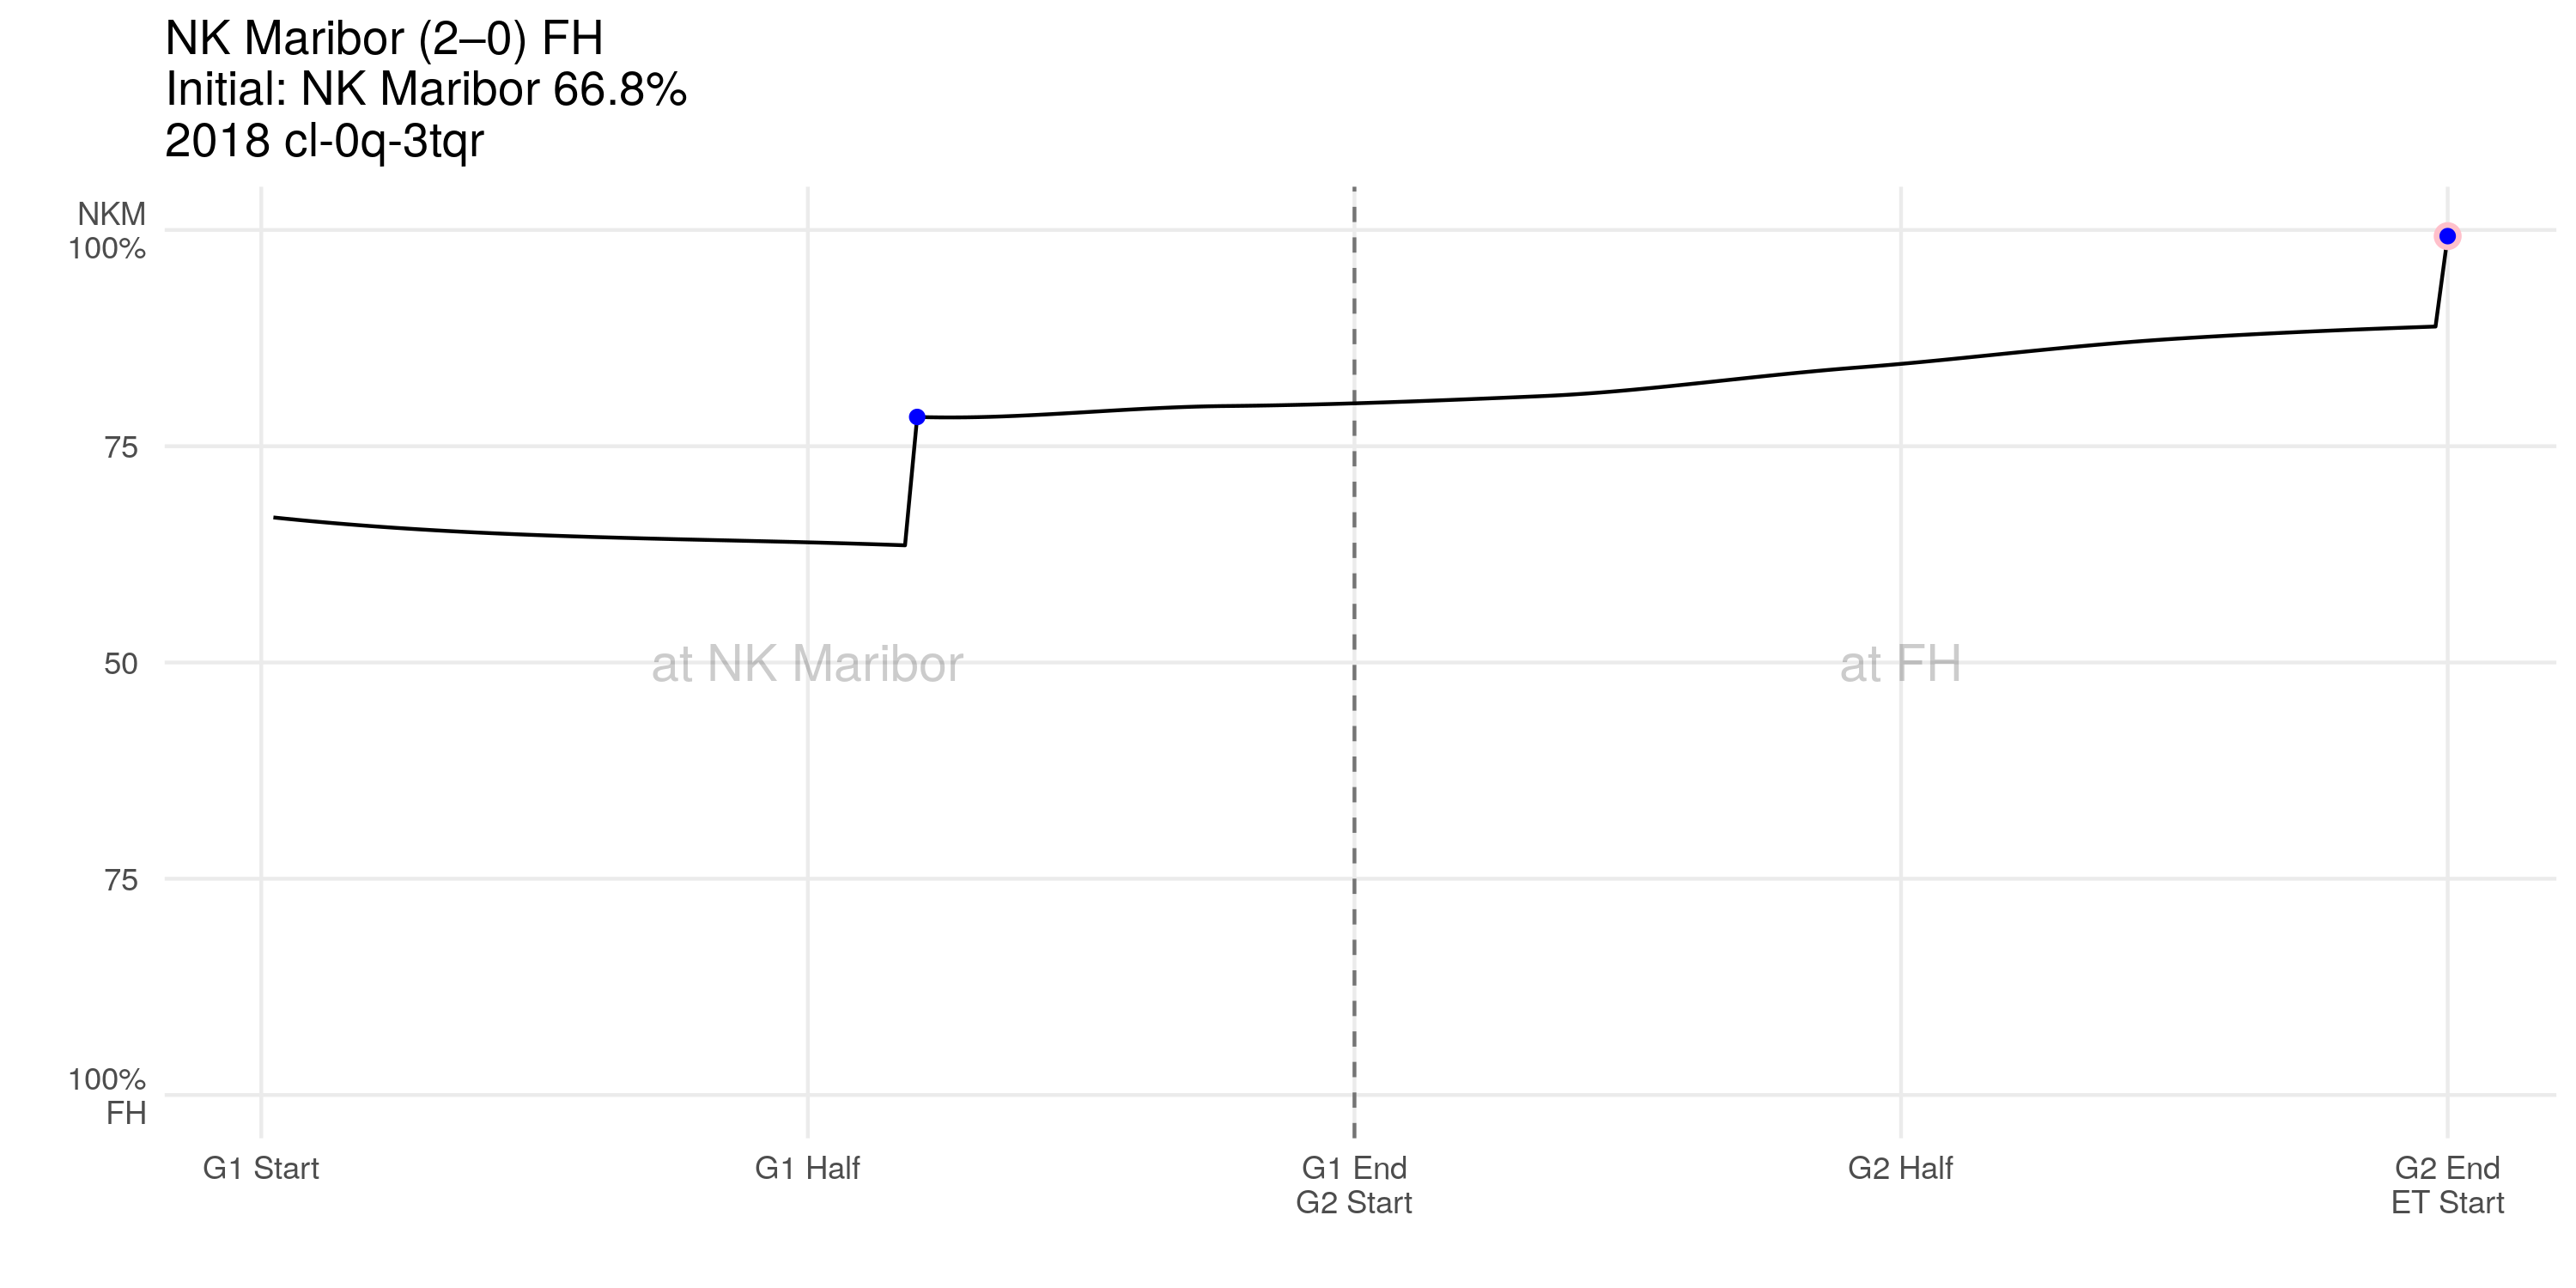 NK Maribor (2–0) FH
Initial: NK Maribor 66.8%
2018 cl-0q-3tqr
NKM
100%
75
50
75
100%
FH
at NK Maribor
at FH
G1 Start
G1 Half
G1 End
G2 Start
G2 Half
G2 End
ET Start